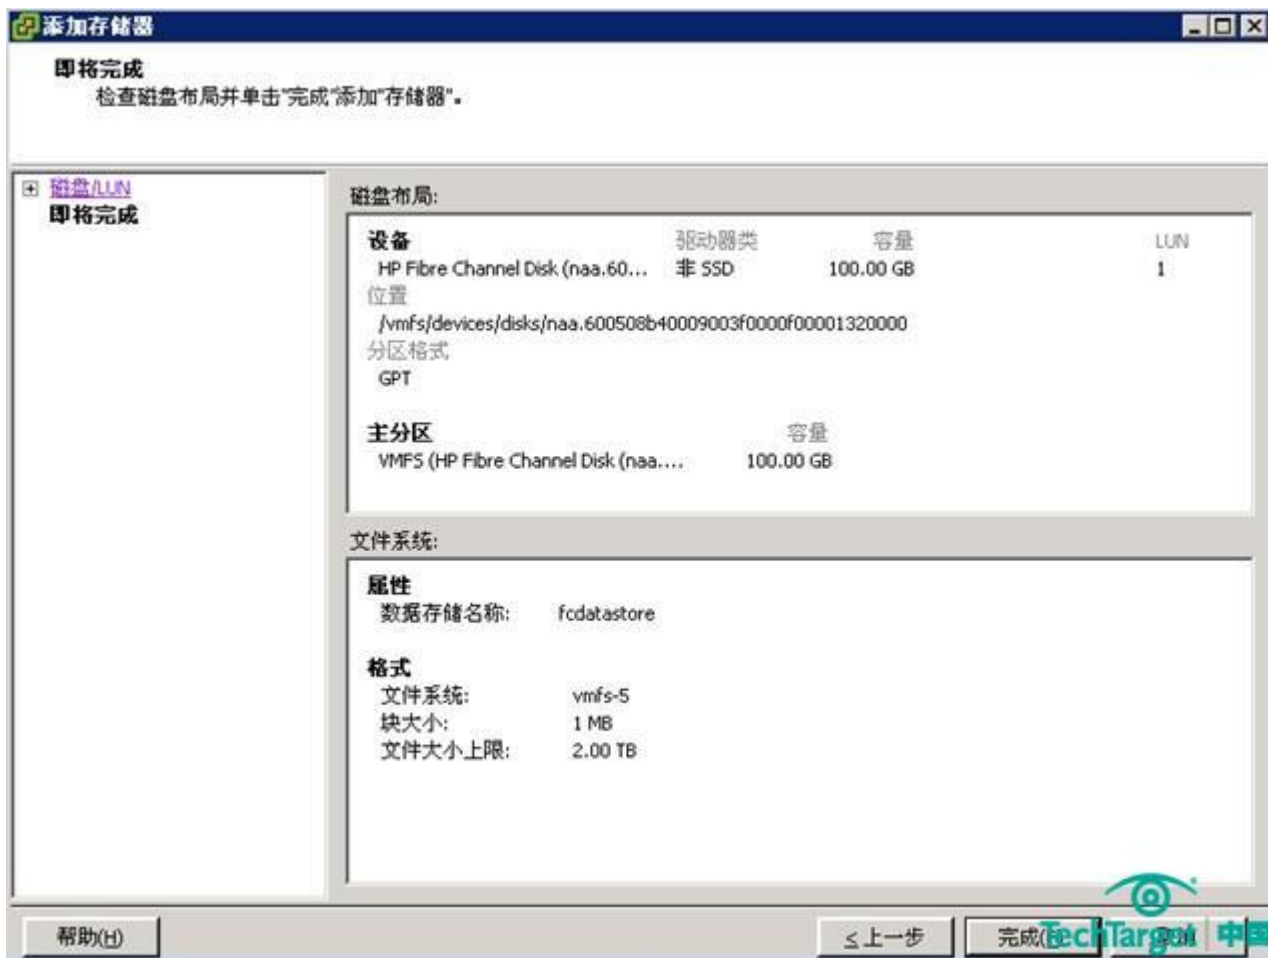 添加存储器
即将完成
检查磁盘布局并单击"完成"添加"存储器"。
磁盘/LUN
即将完成
磁盘布局:
设备 驱动器类 容量 LUN
HP Fibre Channel Disk (naa.60... 非 SSD 100.00 GB 1
位置
/vmfs/devices/disks/naa.600508b40009003f0000f00001320000
分区格式
GPT
主分区 容量
VMFS (HP Fibre Channel Disk (naa.... 100.00 GB
文件系统:
属性
数据存储名称: fcdatastore
格式
文件系统: vmfs-5
块大小: 1 MB
文件大小上限: 2.00 TB
帮助(H) ≤上一步 完成( 取消
TechTarget 中国